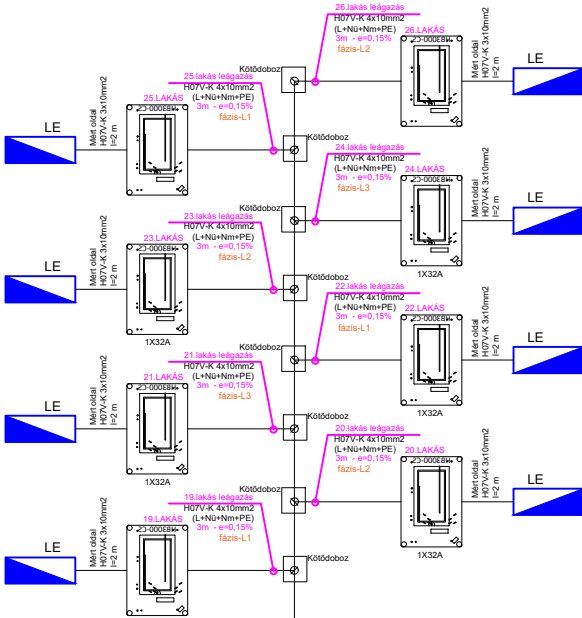 26.lakás leágazás
H07V-K 4x10mm2
(L+Nü+Nm+PE)
3m - e=0,15%
fázis-L2
26.LAKÁS
MB3000-CC2
Mért oldal
H07V-K 3x10mm2
l=2 m
LE
Kötődoboz
25.lakás leágazás
H07V-K 4x10mm2
(L+Nü+Nm+PE)
3m - e=0,15%
fázis-L1
25.LAKÁS
Mért oldal
H07V-K 3x10mm2
l=2 m
LE
Kötődoboz
24.lakás leágazás
H07V-K 4x10mm2
(L+Nü+Nm+PE)
3m - e=0,15%
fázis-L3
24.LAKÁS
Mért oldal
H07V-K 3x10mm2
l=2 m
LE
1X32A
Kötődoboz
23.lakás leágazás
H07V-K 4x10mm2
(L+Nü+Nm+PE)
3m - e=0,15%
fázis-L2
23.LAKÁS
Mért oldal
H07V-K 3x10mm2
l=2 m
LE
1X32A
Kötődoboz
22.lakás leágazás
H07V-K 4x10mm2
(L+Nü+Nm+PE)
3m - e=0,15%
fázis-L1
22.LAKÁS
Mért oldal
H07V-K 3x10mm2
l=2 m
LE
1X32A
Kötődoboz
21.lakás leágazás
H07V-K 4x10mm2
(L+Nü+Nm+PE)
3m - e=0,15%
fázis-L3
21.LAKÁS
Mért oldal
H07V-K 3x10mm2
l=2 m
LE
1X32A
Kötődoboz
20.lakás leágazás
H07V-K 4x10mm2
(L+Nü+Nm+PE)
3m - e=0,15%
fázis-L2
20.LAKÁS
Mért oldal
H07V-K 3x10mm2
l=2 m
LE
1X32A
Kötődoboz
19.lakás leágazás
H07V-K 4x10mm2
(L+Nü+Nm+PE)
3m - e=0,15%
fázis-L1
19.LAKÁS
Mért oldal
H07V-K 3x10mm2
l=2 m
LE
Kötődoboz